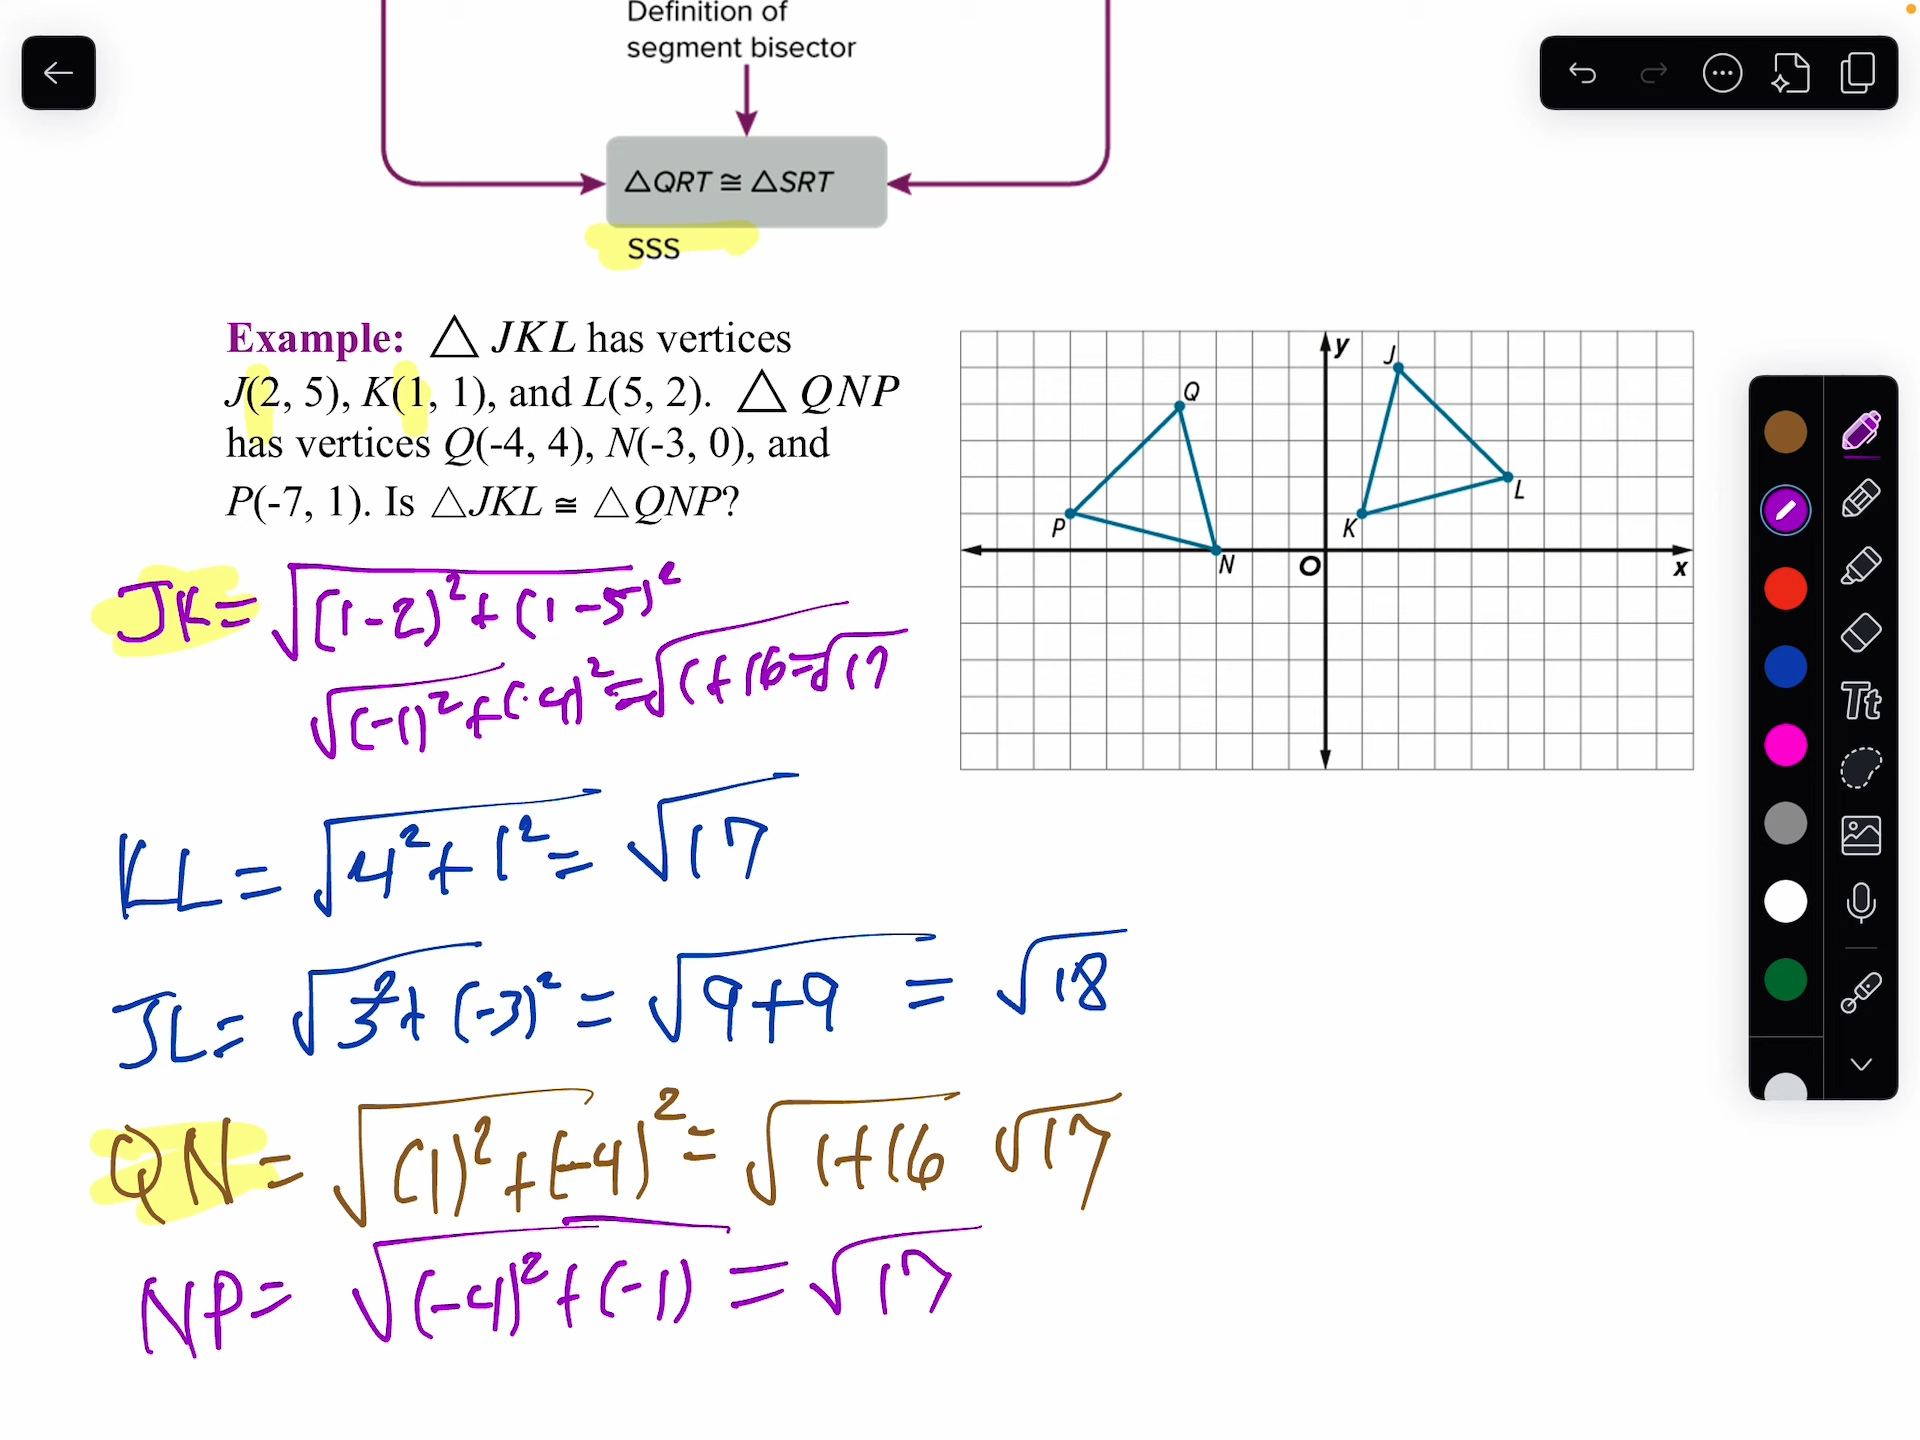 Definition of
segment bisector
△QRT ≅ △SRT
SSS
Example: △ JKL has vertices
J(2, 5), K(1, 1), and L(5, 2). △ QNP
has vertices Q(-4, 4), N(-3, 0), and
P(-7, 1). Is △JKL ≅ △QNP?
y
J
Q
L
P
K
N
O
x
JK = √(1-2)² + (1-5)²
√(-1)² + (-4)² = √1+16 = √17
KL = √4² + 1² = √17
JL = √3² + (-3)² = √9+9 = √18
QN = √(1)² + (-4)² = √1+16 √17
NP = √(-4)² + (-1) = √17
Tt